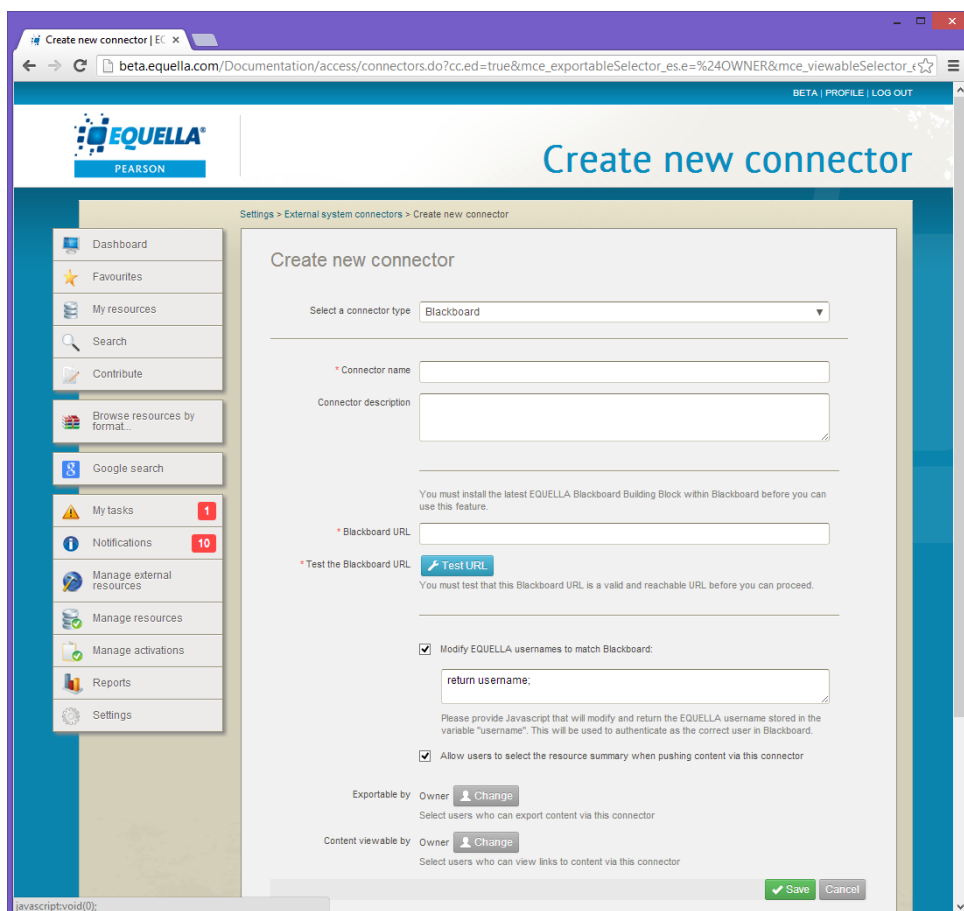 Create new connector | EC
beta.equella.com/Documentation/access/connectors.do?cc.ed=true&mce_exportableSelector_es.e=%24OWNER&mce_viewableSelector_e
BETA | PROFILE | LOG OUT
EQUELLA®
PEARSON
Create new connector
Settings > External system connectors > Create new connector
Dashboard
Favourites
My resources
Search
Contribute
Browse resources by
format...
Google search
My tasks 1
Notifications 10
Manage external
resources
Manage resources
Manage activations
Reports
Settings
Create new connector
Select a connector type Blackboard
* Connector name
Connector description
You must install the latest EQUELLA Blackboard Building Block within Blackboard before you can
use this feature.
* Blackboard URL
* Test the Blackboard URL Test URL
You must test that this Blackboard URL is a valid and reachable URL before you can proceed.
Modify EQUELLA usernames to match Blackboard:
return username;
Please provide Javascript that will modify and return the EQUELLA username stored in the
variable "username". This will be used to authenticate as the correct user in Blackboard.
Allow users to select the resource summary when pushing content via this connector
Exportable by Owner Change
Select users who can export content via this connector
Content viewable by Owner Change
Select users who can view links to content via this connector
Save Cancel
javascript:void(0);